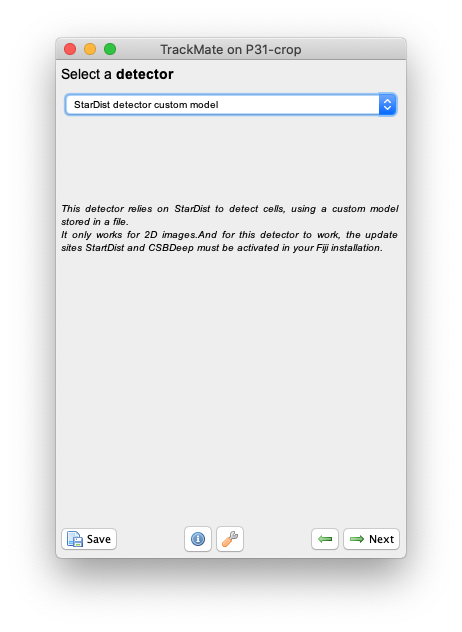 TrackMate on P31-crop
Select a detector
StarDist detector custom model
This detector relies on StarDist to detect cells, using a custom model
stored in a file.
It only works for 2D images.And for this detector to work, the update
sites StartDist and CSBDeep must be activated in your Fiji installation.
Save
Next